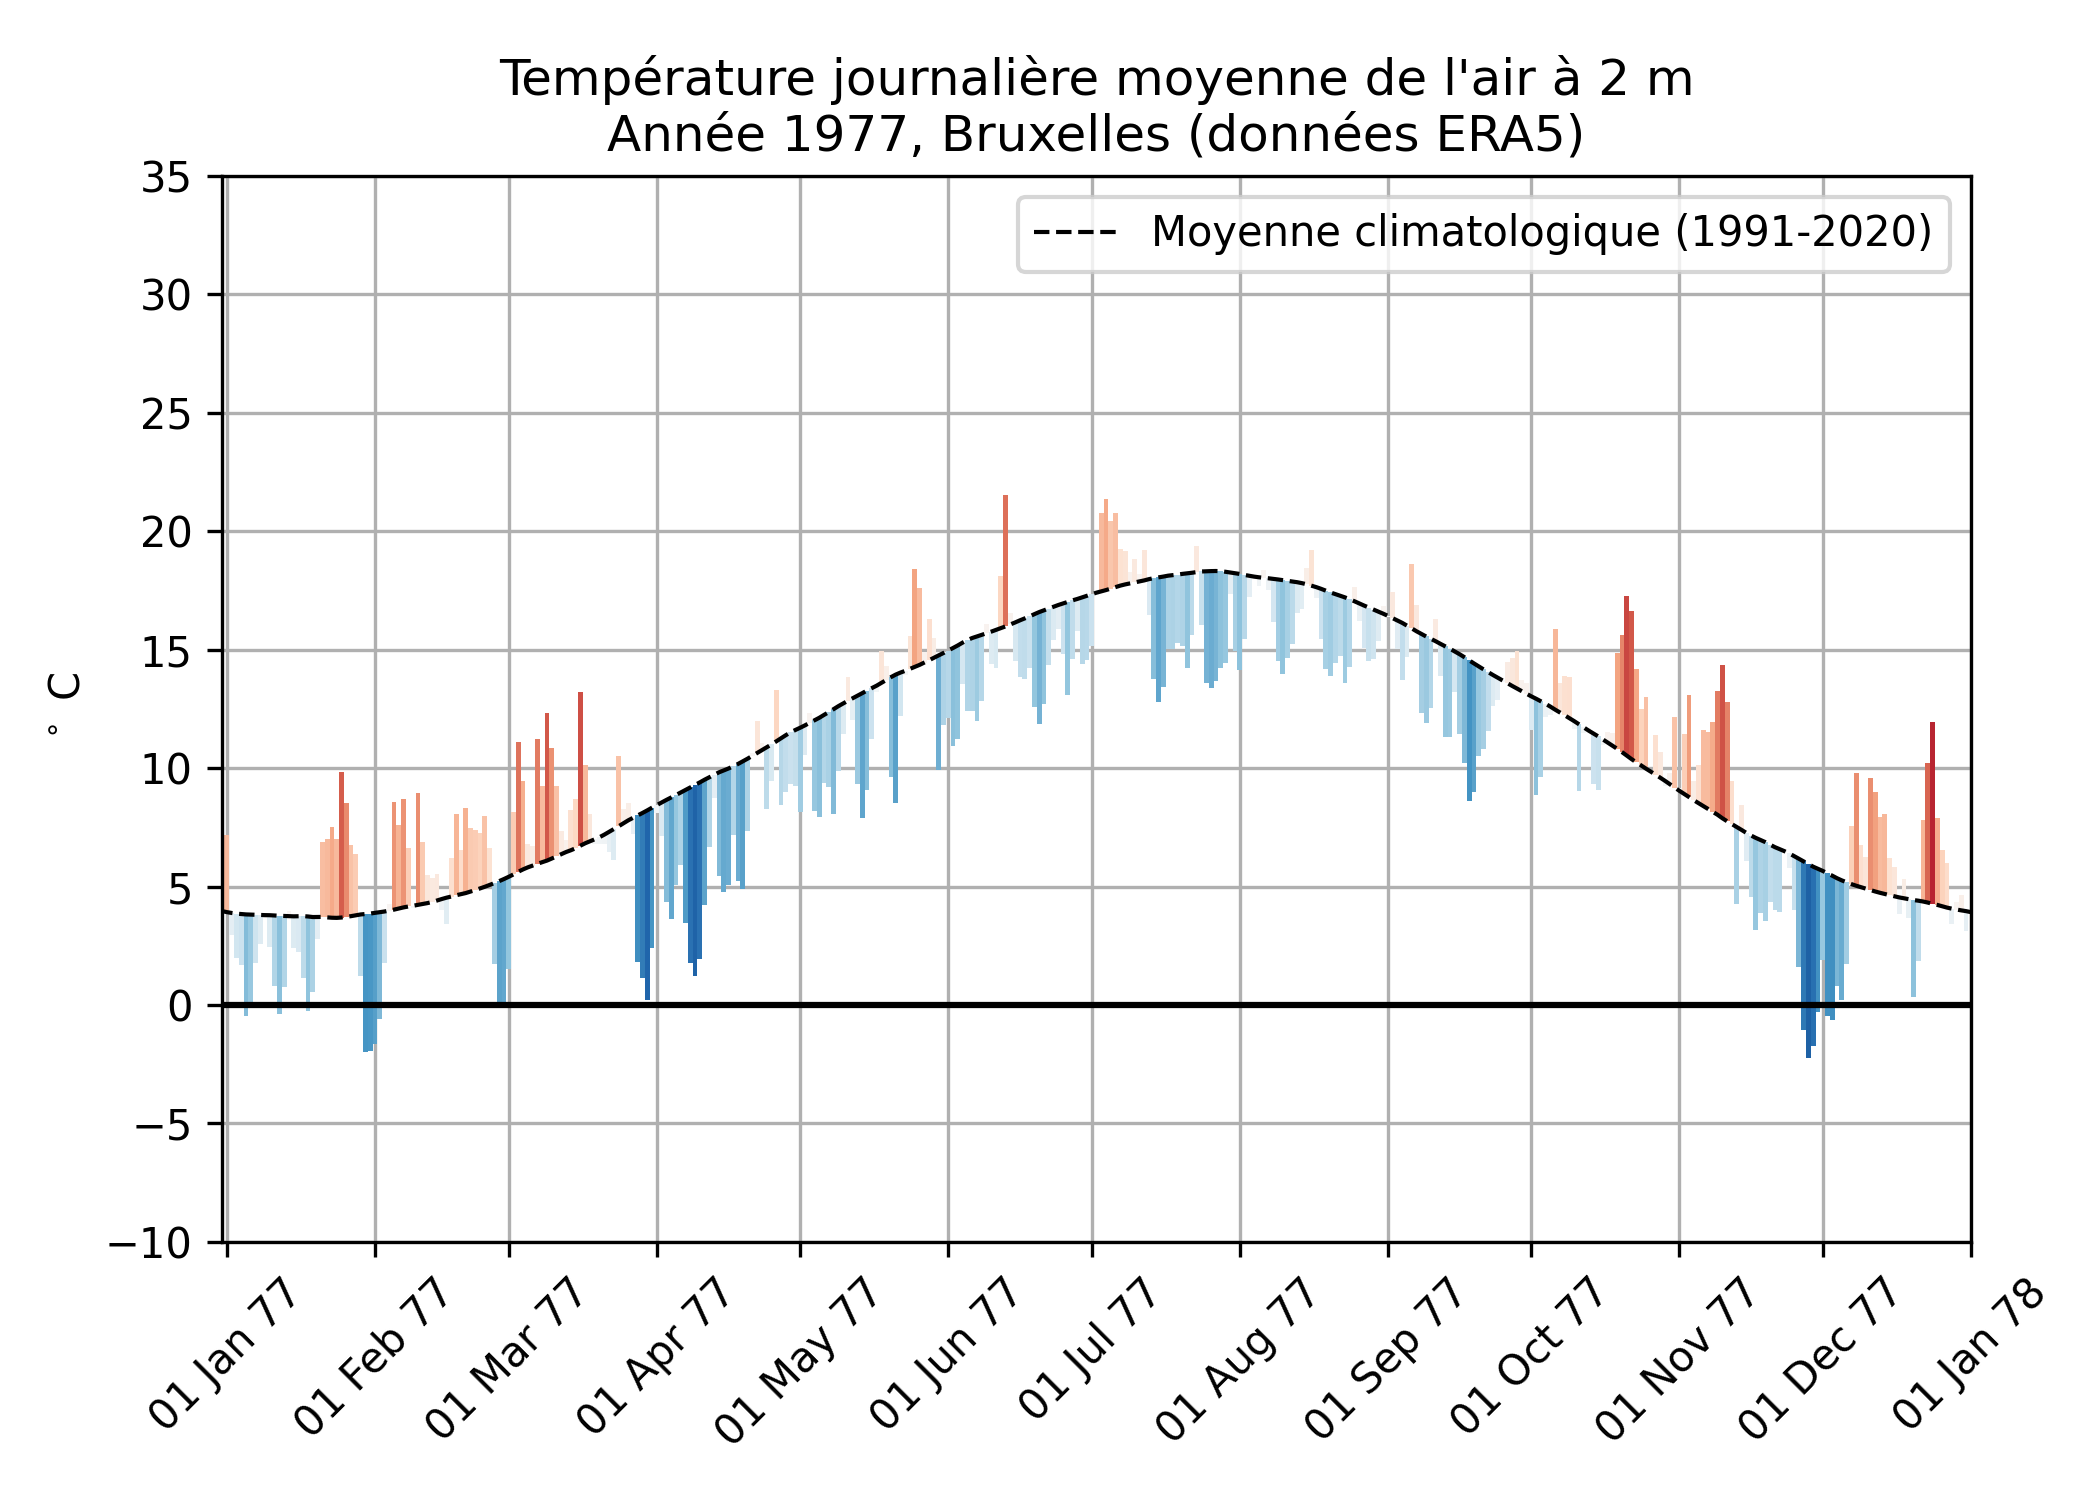 Température journalière moyenne de l'air à 2 m
Année 1977, Bruxelles (données ERA5)
Moyenne climatologique (1991-2020)
° C
35
30
25
20
15
10
5
0
−5
−10
01 Jan 77
01 Feb 77
01 Mar 77
01 Apr 77
01 May 77
01 Jun 77
01 Jul 77
01 Aug 77
01 Sep 77
01 Oct 77
01 Nov 77
01 Dec 77
01 Jan 78